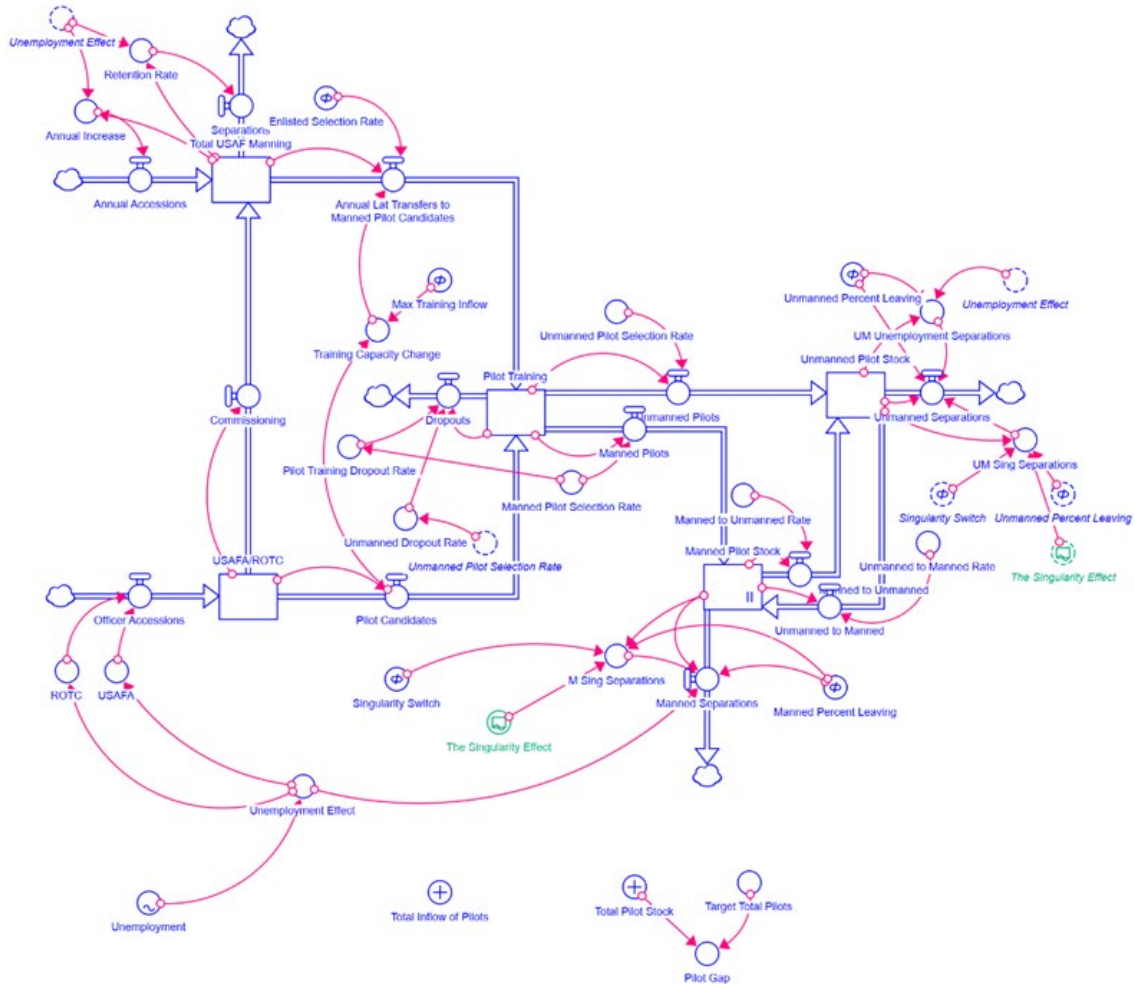 Unemployment Effect
Retention Rate
Annual Increase
Enlisted Selection Rate
Separations
Total USAF Manning
Annual Accessions
Annual Lat Transfers to
Manned Pilot Candidates
Max Training Inflow
Training Capacity Change
Unmanned Pilot Selection Rate
Unmanned Percent Leaving
Unemployment Effect
UM Unemployment Separations
Unmanned Pilot Stock
Pilot Training
Commissioning
Dropouts
Unmanned Pilots
Unmanned Separations
Manned Pilots
Pilot Training Dropout Rate
UM Sing Separations
Manned Pilot Selection Rate
Singularity Switch
Unmanned Percent Leaving
Manned to Unmanned Rate
Unmanned Dropout Rate
Manned Pilot Stock
USAFA/ROTC
Unmanned Pilot Selection Rate
Unmanned to Manned Rate
The Singularity Effect
Manned to Unmanned
Officer Accessions
Pilot Candidates
Unmanned to Manned
ROTC
USAFA
M Sing Separations
Singularity Switch
Manned Separations
Manned Percent Leaving
The Singularity Effect
Unemployment Effect
Unemployment
Total Inflow of Pilots
Total Pilot Stock
Target Total Pilots
Pilot Gap